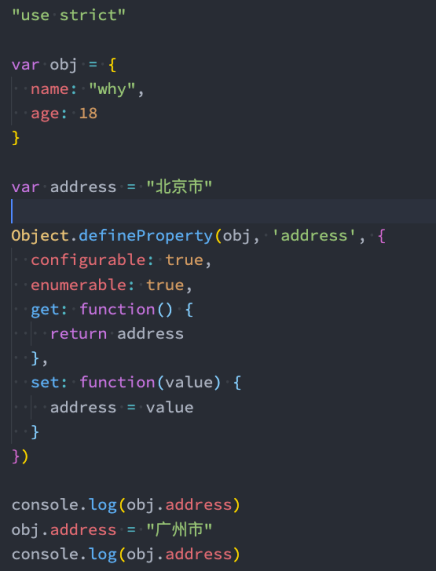 "use strict"
var obj = {
  name: "why",
  age: 18
}
var address = "北京市"
Object.defineProperty(obj, 'address', {
  configurable: true,
  enumerable: true,
  get: function() {
    return address
  },
  set: function(value) {
    address = value
  }
})
console.log(obj.address)
obj.address = "广州市"
console.log(obj.address)